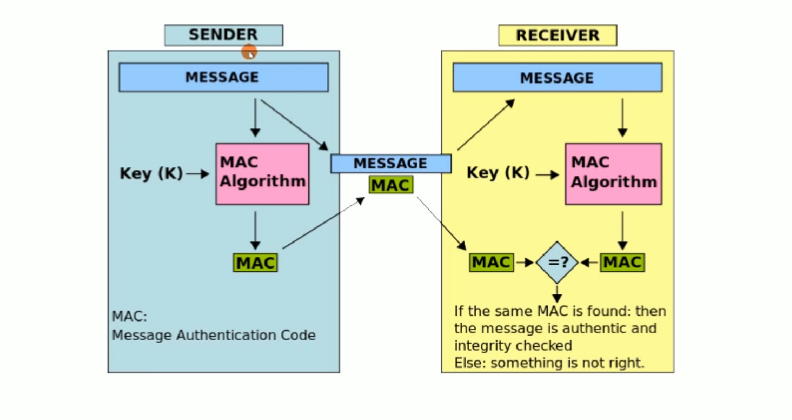 SENDER
MESSAGE
Key (K)
MAC
Algorithm
MAC
MAC:
Message Authentication Code
MESSAGE
MAC
RECEIVER
MESSAGE
Key (K)
MAC
Algorithm
MAC
=?
MAC
If the same MAC is found: then
the message is authentic and
integrity checked
Else: something is not right.